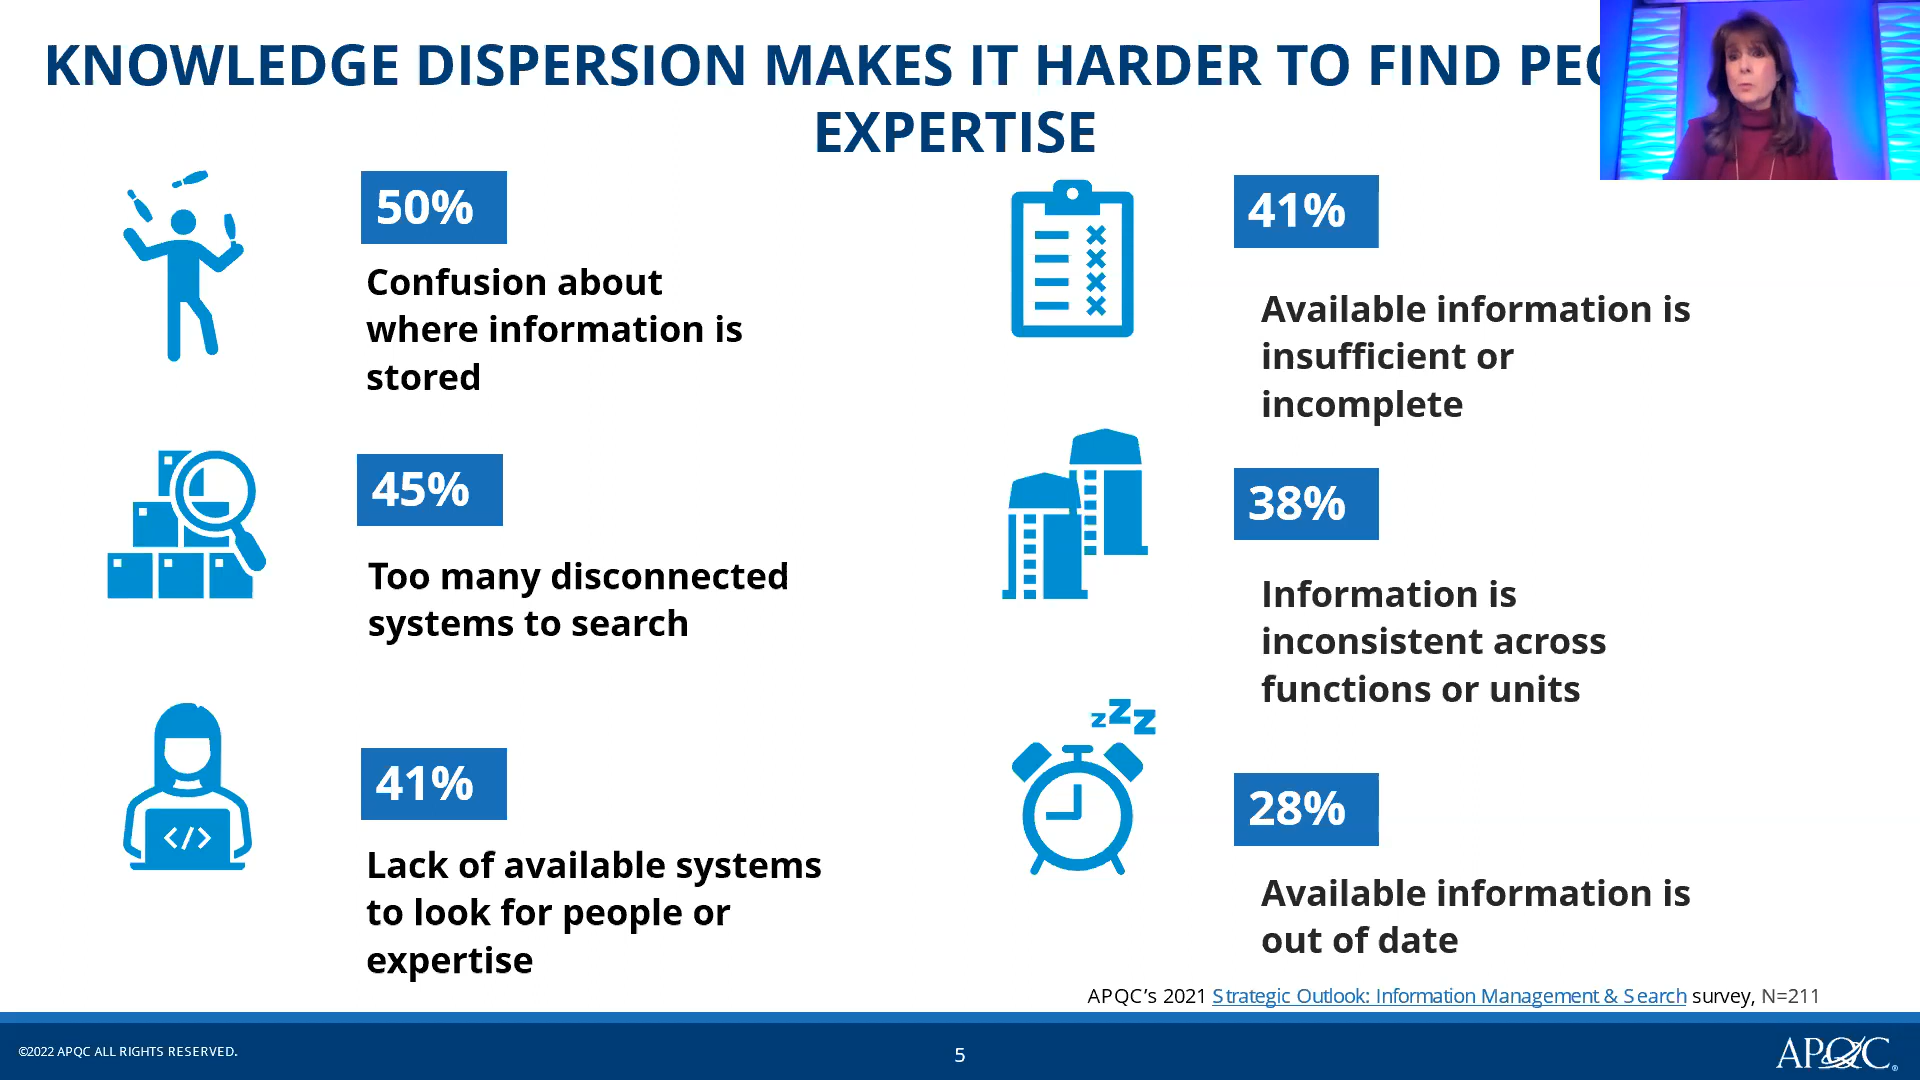 KNOWLEDGE DISPERSION MAKES IT HARDER TO FIND
EXPERTISE
50%
Confusion about
where information is
stored
45%
Too many disconnected
systems to search
</>
41%
Lack of available systems
to look for people or
expertise
41%
Available information is
insufficient or
incomplete
38%
Information is
inconsistent across
functions or units
zZZ
28%
Available information is
out of date
APQC’s 2021 Strategic Outlook: Information Management & Search survey, N=211
©2022 APQC ALL RIGHTS RESERVED.
5
APQC®